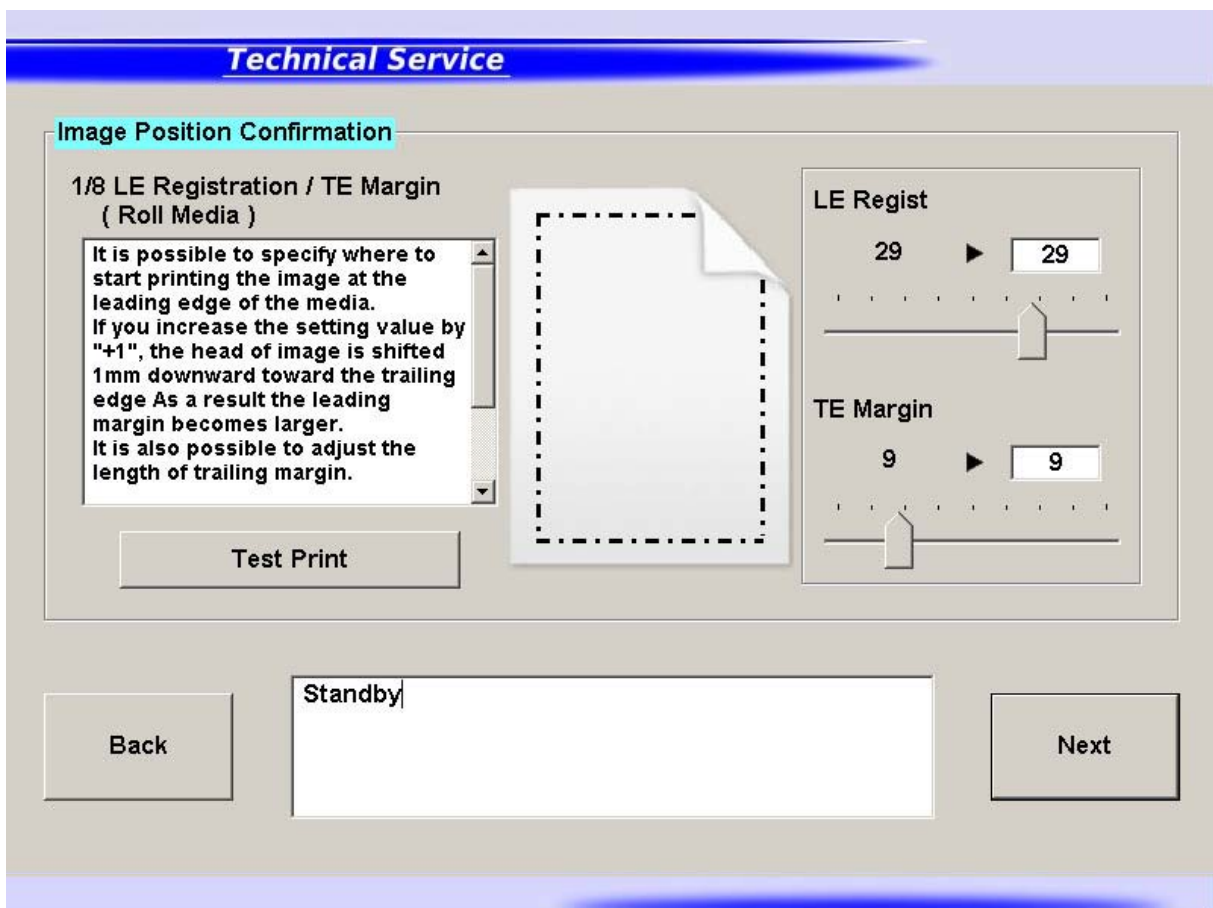 Technical Service
Image Position Confirmation
1/8 LE Registration / TE Margin
( Roll Media )
It is possible to specify where to
start printing the image at the
leading edge of the media.
If you increase the setting value by
"+1", the head of image is shifted
1mm downward toward the trailing
edge As a result the leading
margin becomes larger.
It is also possible to adjust the
length of trailing margin.
Test Print
LE Regist
29 ► 29
TE Margin
9 ► 9
Back
Standby
Next